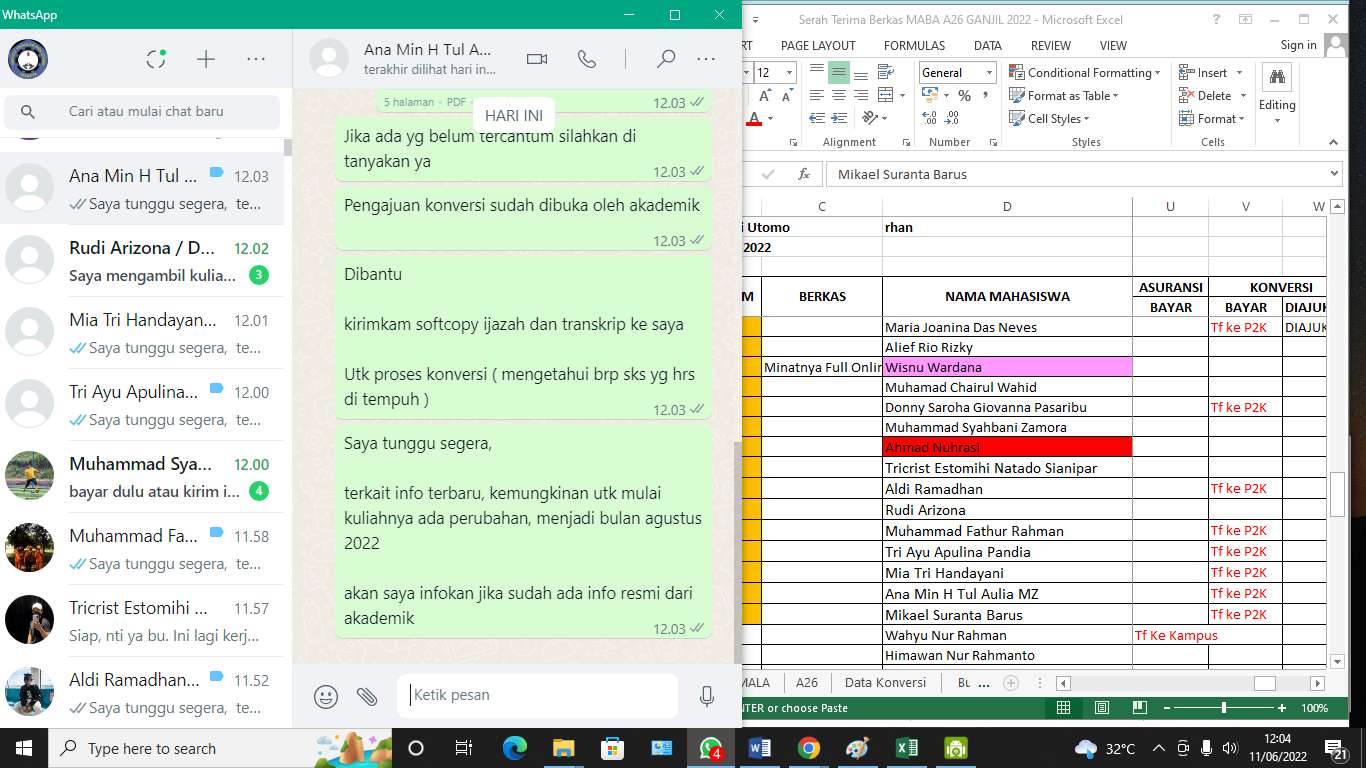 WhatsApp
Cari atau mulai chat baru
Ana Min H Tul ...
12.03
Saya tunggu segera, te...
Rudi Arizona / D...
12.02
Saya mengambil kulia...
3
Mia Tri Handayan...
12.01
Saya tunggu segera, te...
Tri Ayu Apulina...
12.00
Saya tunggu segera, te...
Muhammad Sya...
12.00
bayar dulu atau kirim i...
4
Muhammad Fa...
11.58
Saya tunggu segera, te...
Tricrist Estomihi ...
11.57
Siap, nti ya bu. Ini lagi kerj...
Aldi Ramadhan...
11.52
Saya tunggu segera, te...
Ana Min H Tul A...
terakhir dilihat hari in...
5 halaman · PDF ·
12.03
HARI INI
Jika ada yg belum tercantum silahkan di
tanyakan ya
12.03
Pengajuan konversi sudah dibuka oleh akademik
12.03
Dibantu
kirimkam softcopy ijazah dan transkrip ke saya
Utk proses konversi ( mengetahui brp sks yg hrs
di tempuh )
12.03
Saya tunggu segera,
terkait info terbaru, kemungkinan utk mulai
kuliahnya ada perubahan, menjadi bulan agustus
2022
akan saya infokan jika sudah ada info resmi dari
akademik
12.03
Ketik pesan
Serah Terima Berkas MABA A26 GANJIL 2022 - Microsoft Excel
RT PAGE LAYOUT FORMULAS DATA REVIEW VIEW Sign in
12
General
Conditional Formatting
Format as Table
Cell Styles
Insert
Delete
Format
Editing
Alignment Number Styles Cells
fx Mikael Suranta Barus
C D U V W
i Utomo rhan
2022
M BERKAS NAMA MAHASISWA ASURANSI KONVERSI
BAYAR BAYAR DIAJUK
Maria Joanina Das Neves Tf ke P2K DIAJUK
Alief Rio Rizky
Minatnya Full Onlin Wisnu Wardana
Muhamad Chairul Wahid
Donny Saroha Giovanna Pasaribu Tf ke P2K
Muhammad Syahbani Zamora
Ahmad Nuhrasi
Tricrist Estomihi Natado Sianipar
Aldi Ramadhan Tf ke P2K
Rudi Arizona
Muhammad Fathur Rahman Tf ke P2K
Tri Ayu Apulina Pandia Tf ke P2K
Mia Tri Handayani Tf ke P2K
Ana Min H Tul Aulia MZ Tf ke P2K
Mikael Suranta Barus Tf ke P2K
Wahyu Nur Rahman Tf Ke Kampus
Himawan Nur Rahmanto
MALA A26 Data Konversi Bu ...
NTER or choose Paste
100%
Type here to search
4
32°C
12:04
11/06/2022
21